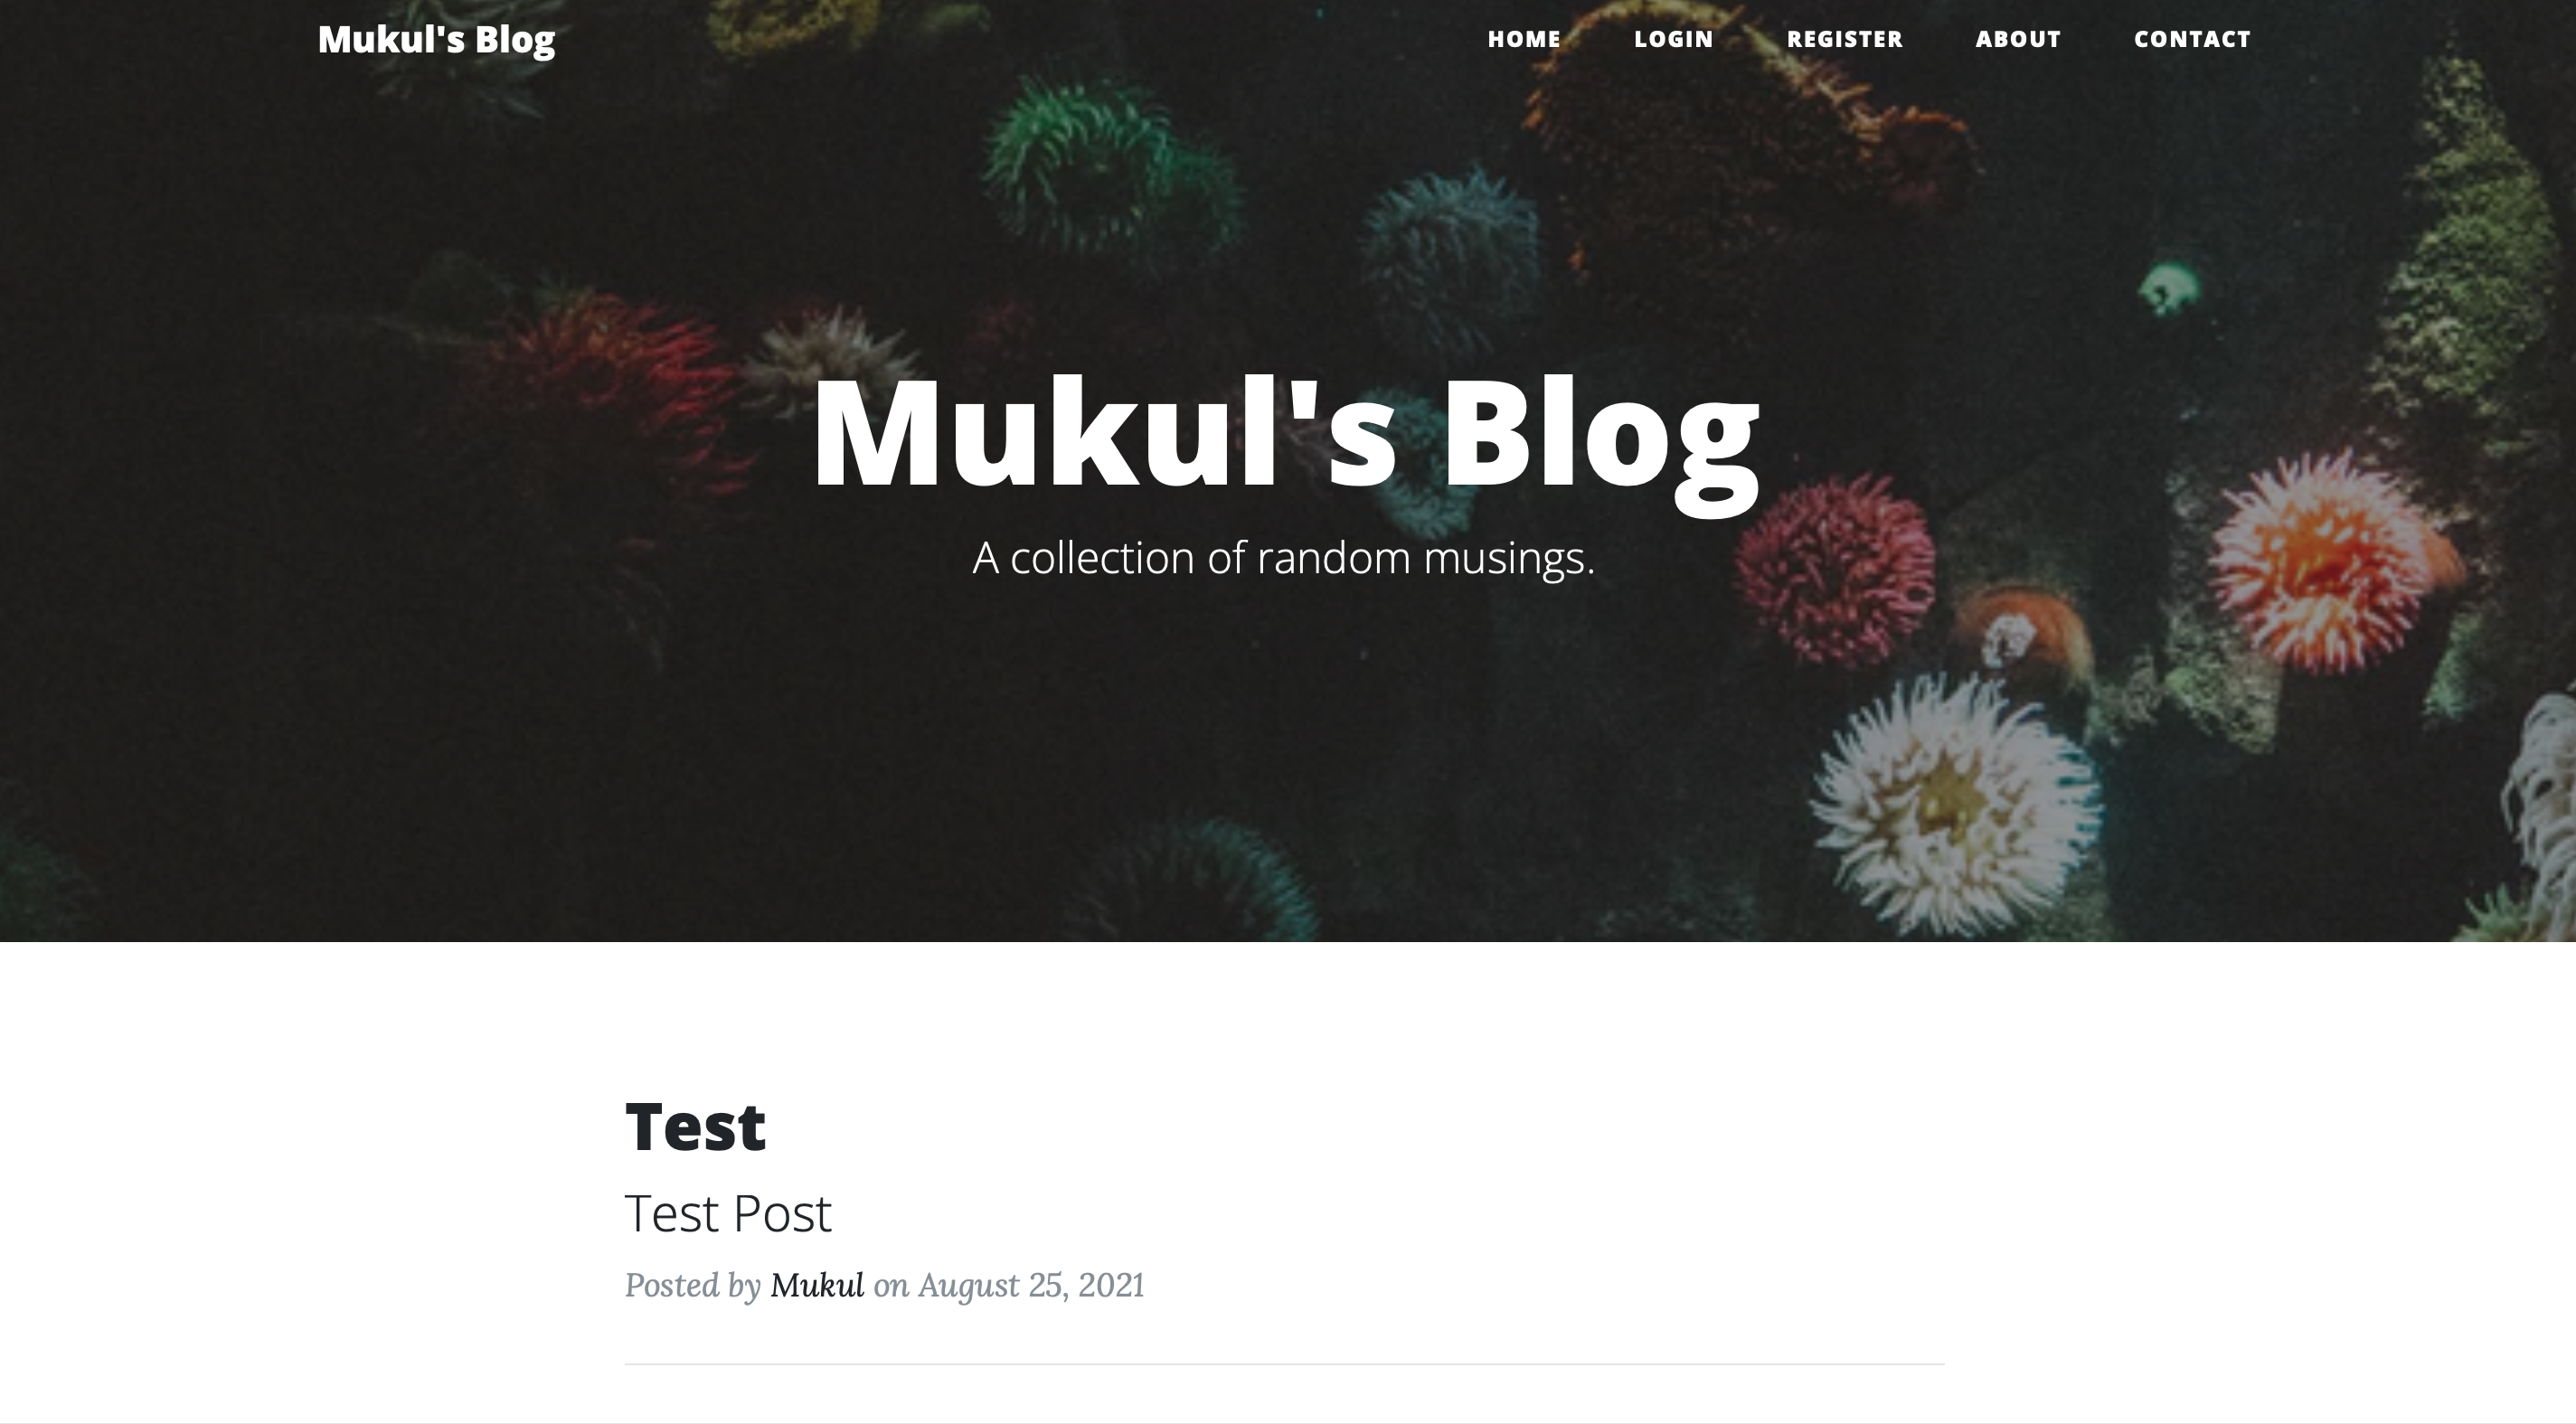 Mukul's Blog
HOME LOGIN REGISTER ABOUT CONTACT
Mukul's Blog
A collection of random musings.
Test
Test Post
Posted by Mukul on August 25, 2021